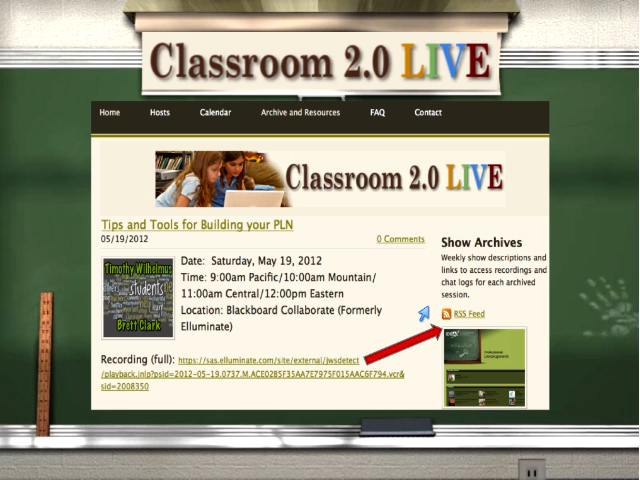 Classroom 2.0 LIVE
Home Hosts Calendar Archive and Resources FAQ Contact
Classroom 2.0 LIVE
Tips and Tools for Building your PLN
05/19/2012 0 Comments
Timothy Wilhelmus
students
Brett Clark
Date: Saturday, May 19, 2012
Time: 9:00am Pacific/10:00am Mountain/
11:00am Central/12:00pm Eastern
Location: Blackboard Collaborate (Formerly
Elluminate)
Recording (full): https://sas.elluminate.com/site/external/jwsdetect
/playback.jnlp?psid=2012-05-19.0737.M.ACE0285F35AA7E7975F015AAC6F794.vcr&
sid=2008350
Show Archives
Weekly show descriptions and
links to access recordings and
chat logs for each archived
session.
RSS Feed